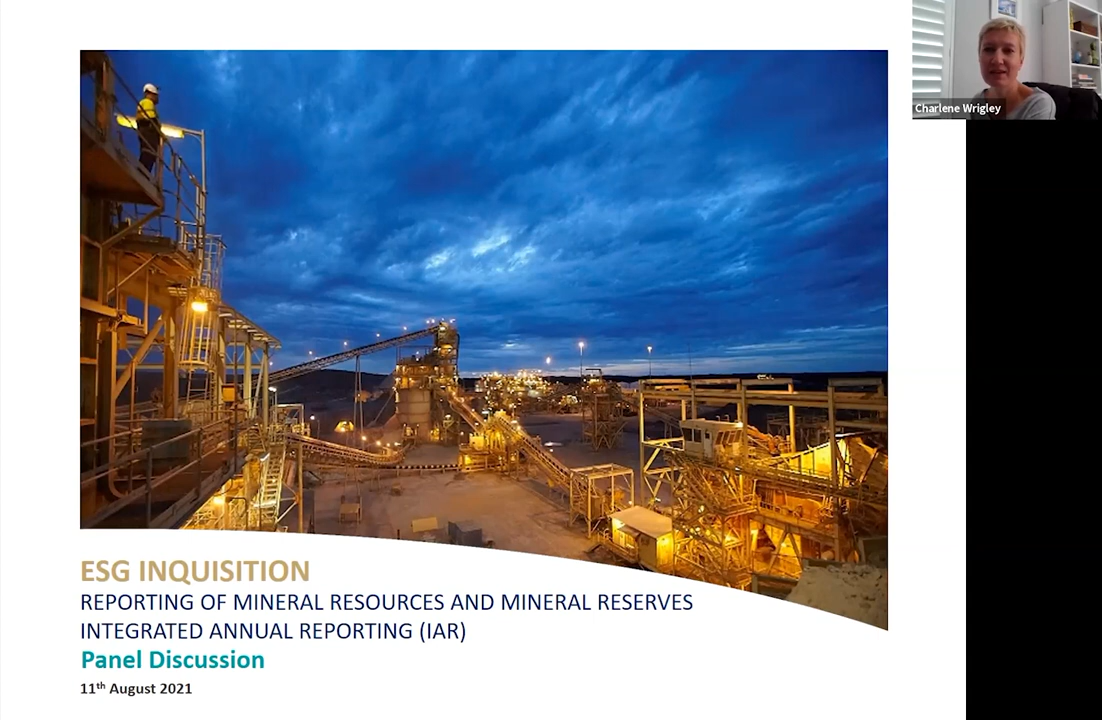 Charlene Wrigley
ESG INQUISITION
REPORTING OF MINERAL RESOURCES AND MINERAL RESERVES
INTEGRATED ANNUAL REPORTING (IAR)
Panel Discussion
11th August 2021